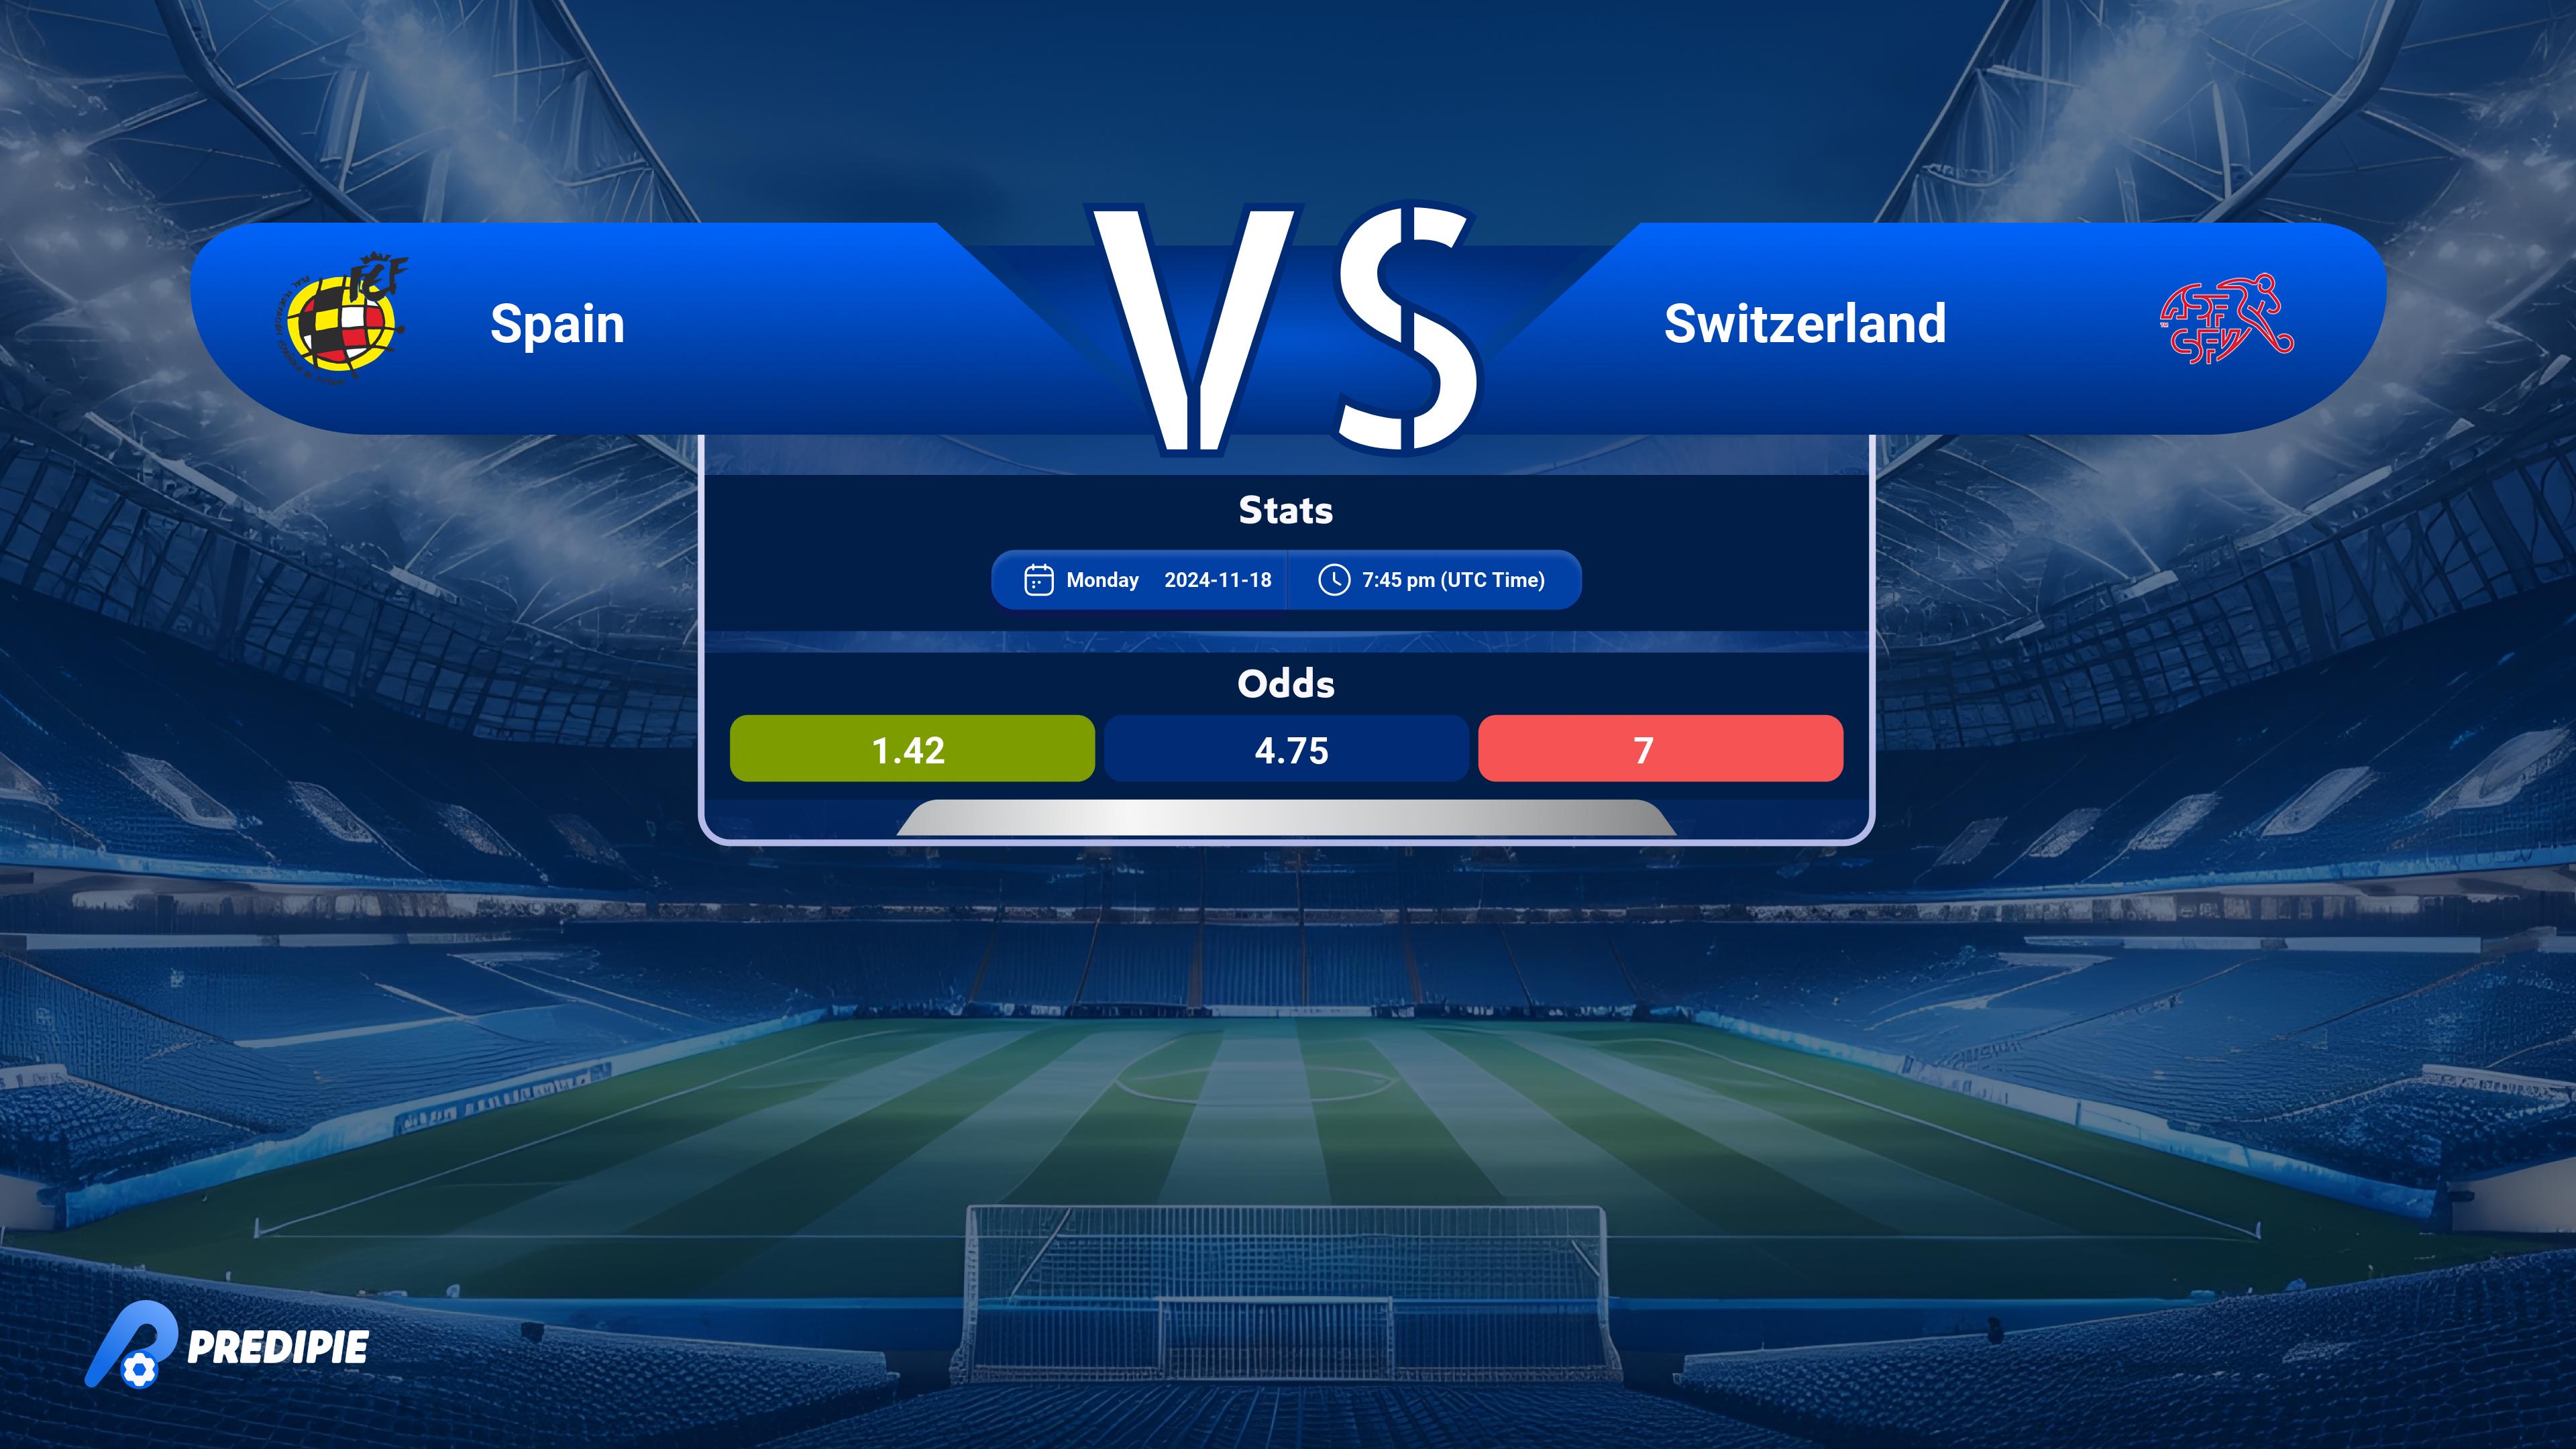 VS
Spain
Switzerland
Stats
Monday 2024-11-18 7:45 pm (UTC Time)
Odds
1.42 4.75 7
PREDIPIE